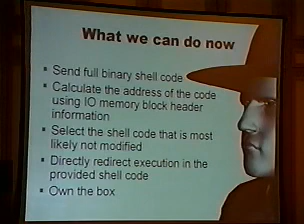 What we can do now
Send full binary shell code
Calculate the address of the code
using IO memory block header
information
Select the shell code that is most
likely not modified
Directly redirect execution in the
provided shell code
Own the box